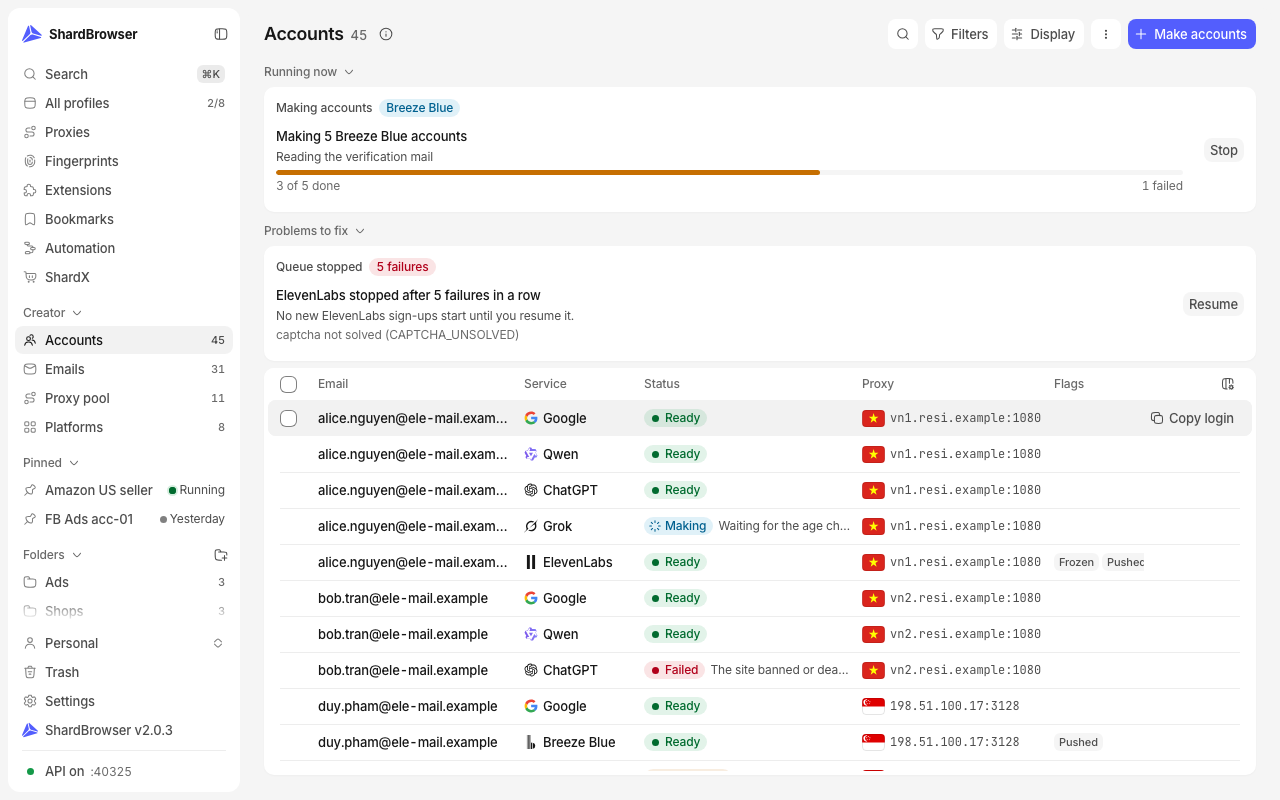 ShardBrowser
Search ⌘K
All profiles 2/8
Proxies
Fingerprints
Extensions
Bookmarks
Automation
ShardX
Creator
Accounts 45
Emails 31
Proxy pool 11
Platforms 8
Pinned
Amazon US seller Running
FB Ads acc-01 Yesterday
Folders
Ads 3
Shops 3
Personal
Trash
Settings
ShardBrowser v2.0.3
API on :40325
Accounts 45
Filters
Display
Make accounts
Running now
Making accounts Breeze Blue
Making 5 Breeze Blue accounts
Reading the verification mail
3 of 5 done 1 failed
Stop
Problems to fix
Queue stopped 5 failures
ElevenLabs stopped after 5 failures in a row
No new ElevenLabs sign-ups start until you resume it.
captcha not solved (CAPTCHA_UNSOLVED)
Resume
Email Service Status Proxy Flags
alice.nguyen@ele-mail.exam... Google Ready vn1.resi.example:1080 Copy login
alice.nguyen@ele-mail.exam... Qwen Ready vn1.resi.example:1080
alice.nguyen@ele-mail.exam... ChatGPT Ready vn1.resi.example:1080
alice.nguyen@ele-mail.exam... Grok Making Waiting for the age ch... vn1.resi.example:1080
alice.nguyen@ele-mail.exam... ElevenLabs Ready vn1.resi.example:1080 Frozen Pushed
bob.tran@ele-mail.example Google Ready vn2.resi.example:1080
bob.tran@ele-mail.example Qwen Ready vn2.resi.example:1080
bob.tran@ele-mail.example ChatGPT Failed The site banned or dea... vn2.resi.example:1080
duy.pham@ele-mail.example Google Ready 198.51.100.17:3128
duy.pham@ele-mail.example Breeze Blue Ready 198.51.100.17:3128 Pushed